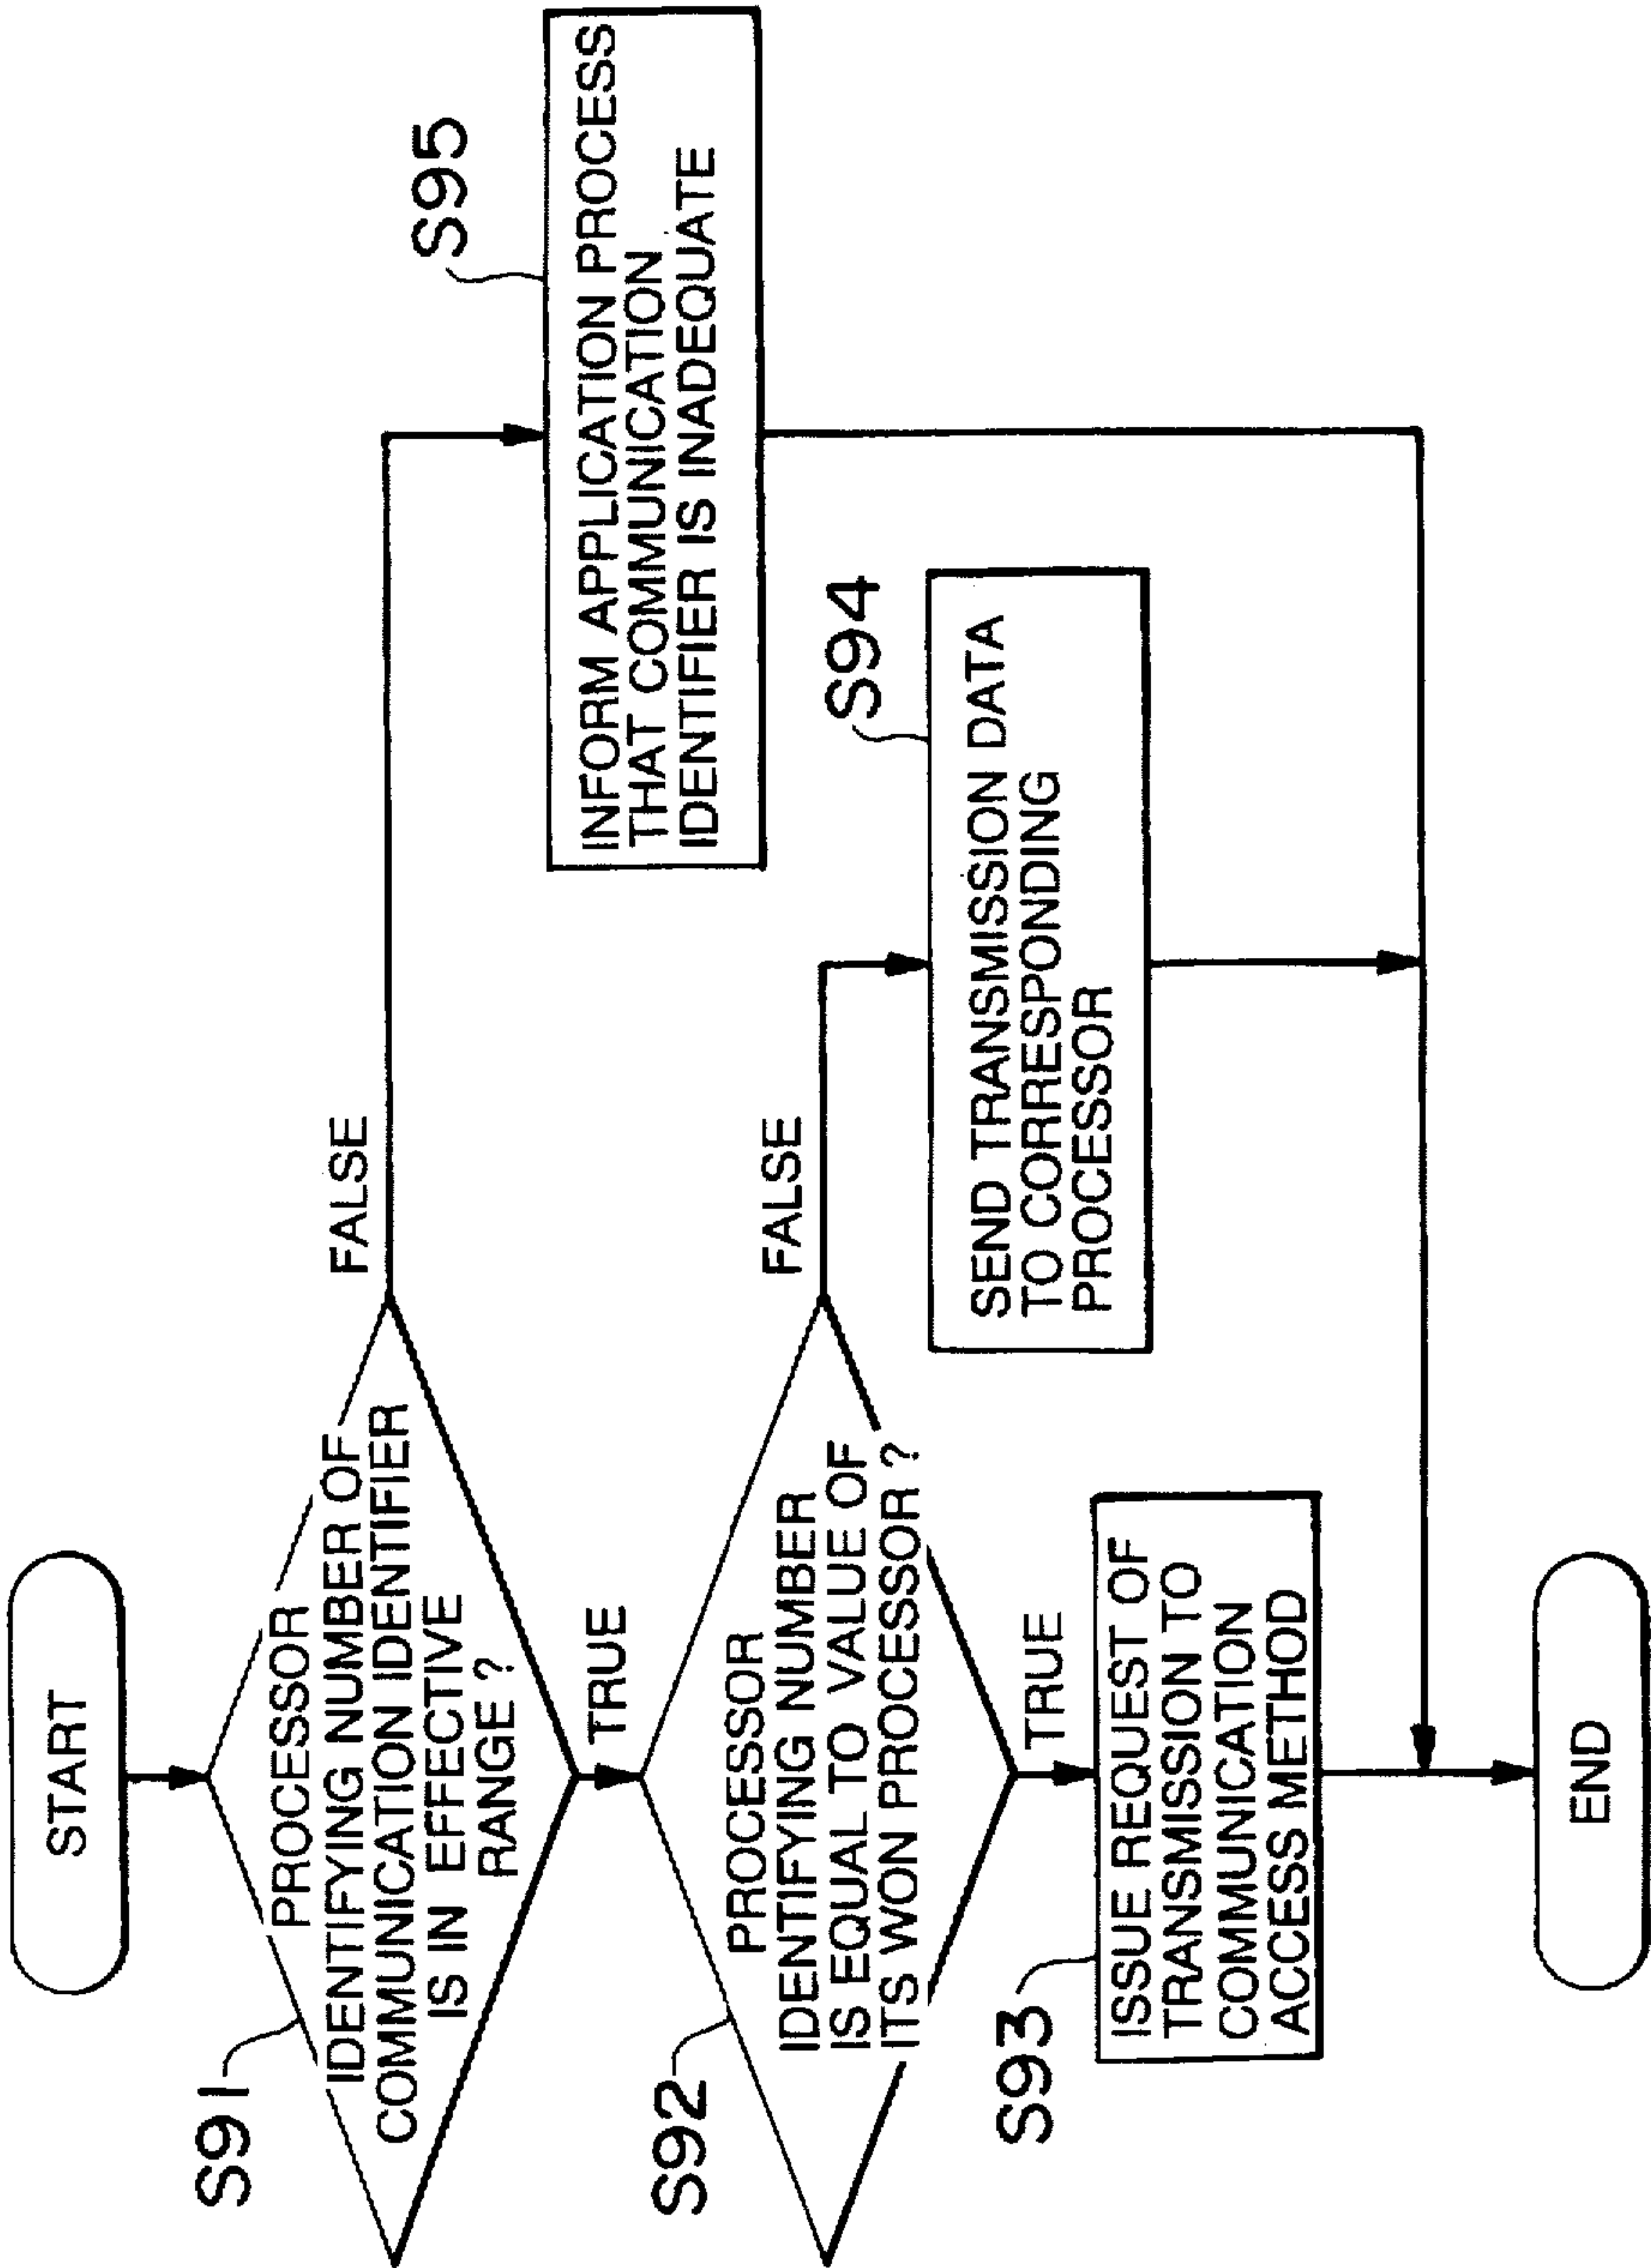 START
S91
PROCESSOR
IDENTIFYING NUMBER OF
COMMUNICATION IDENTIFIER
IS IN EFFECTIVE
RANGE ?
FALSE
TRUE
S95
INFORM APPLICATION PROCESS
THAT COMMUNICATION
IDENTIFIER IS INADEQUATE
S92
PROCESSOR
IDENTIFYING NUMBER
IS EQUAL TO VALUE OF
ITS WON PROCESSOR ?
FALSE
TRUE
S94
SEND TRANSMISSION DATA
TO CORRESPONDING
PROCESSOR
S93
ISSUE REQUEST OF
TRANSMISSION TO
COMMUNICATION
ACCESS METHOD
END